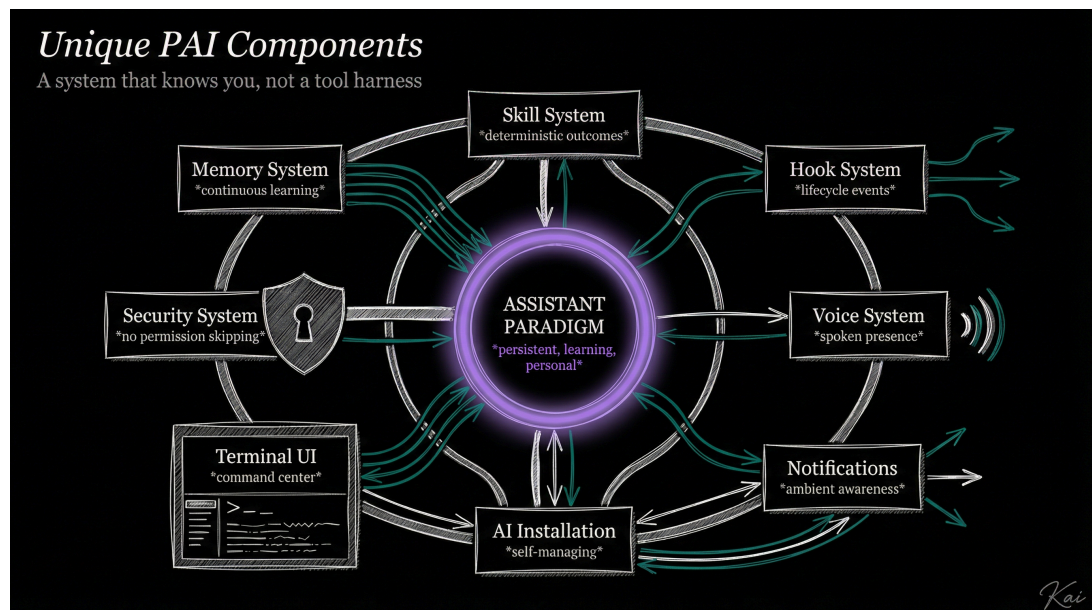 Unique PAI Components
A system that knows you, not a tool harness
Skill System
*deterministic outcomes*
Memory System
*continuous learning*
Hook System
*lifecycle events*
Security System
*no permission skipping*
ASSISTANT
PARADIGM
*persistent, learning,
personal*
Voice System
*spoken presence*
Terminal UI
*command center*
Notifications
*ambient awareness*
AI Installation
*self-managing*
Kai